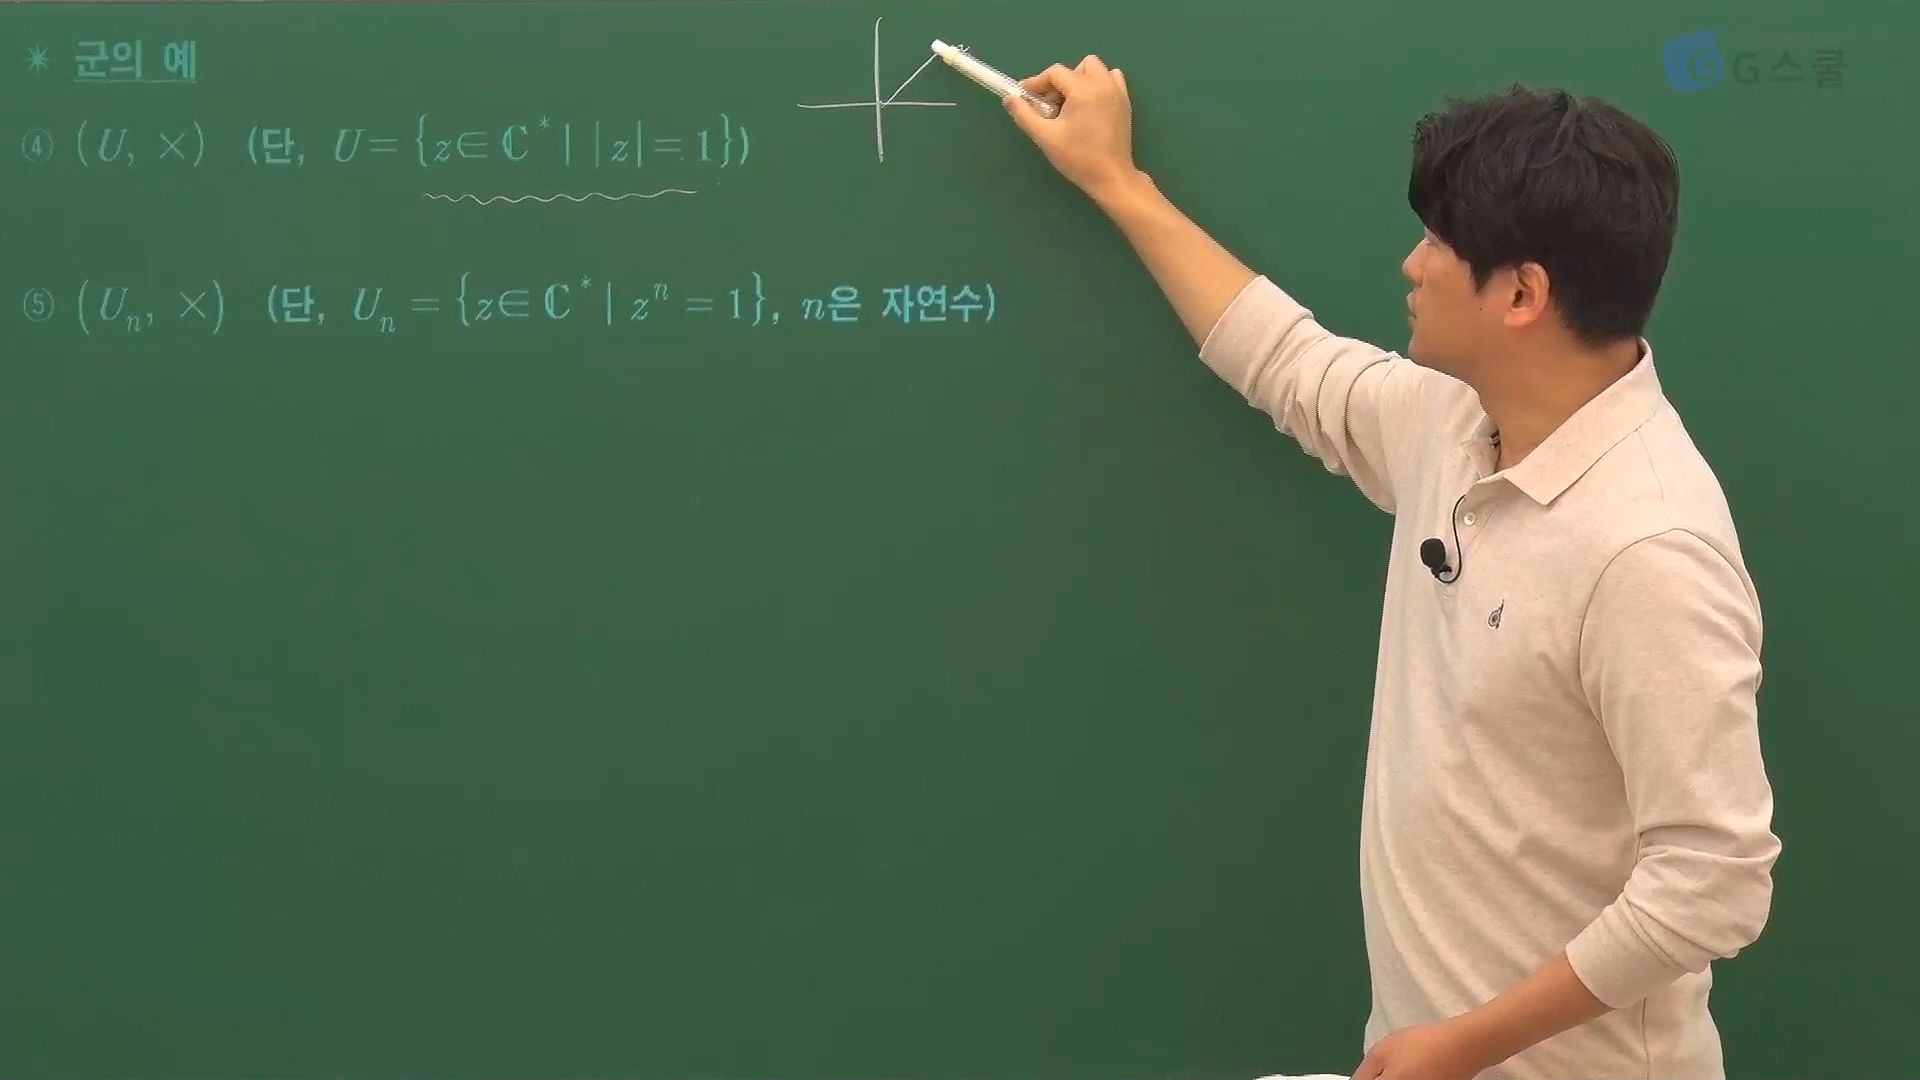 G스쿨
* 군의 예
④ (U, ×) (단, U={z∈ℂ* | |z|=1})
⑤ (Uₙ, ×) (단, Uₙ = {z∈ℂ* | zⁿ = 1}, n은 자연수)